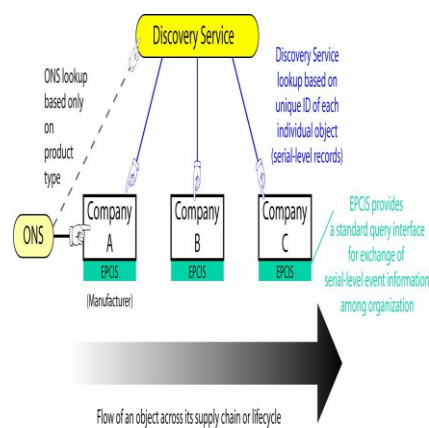 Discovery Service
ONS lookup
based only
on
product
type
Discovery Service
lookup based on
unique ID of each
individual object
(serial-level records)
ONS
Company
A
EPCIS
(Manufacturer)
Company
B
EPCIS
Company
C
EPCIS
EPCIS provides
a standard query interface
for exchange of
serial-level event information
among organization
Flow of an object across its supply chain or lifecycle